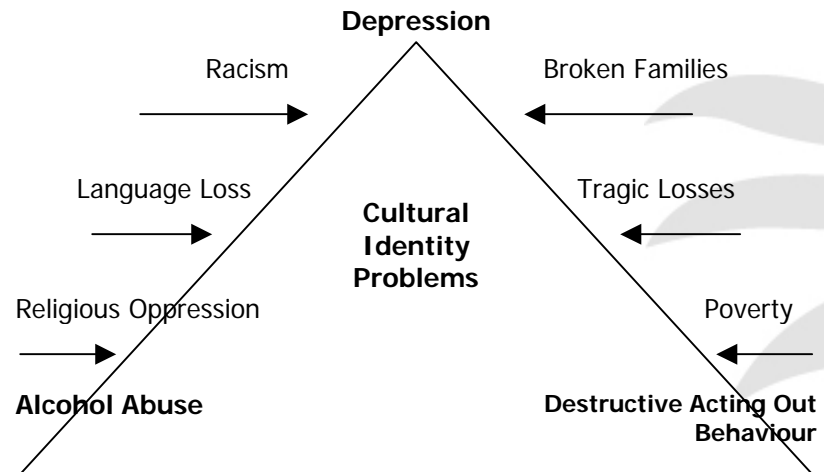 Depression
Racism
Broken Families
Language Loss
Tragic Losses
Cultural
Identity
Problems
Religious Oppression
Poverty
Alcohol Abuse
Destructive Acting Out
Behaviour